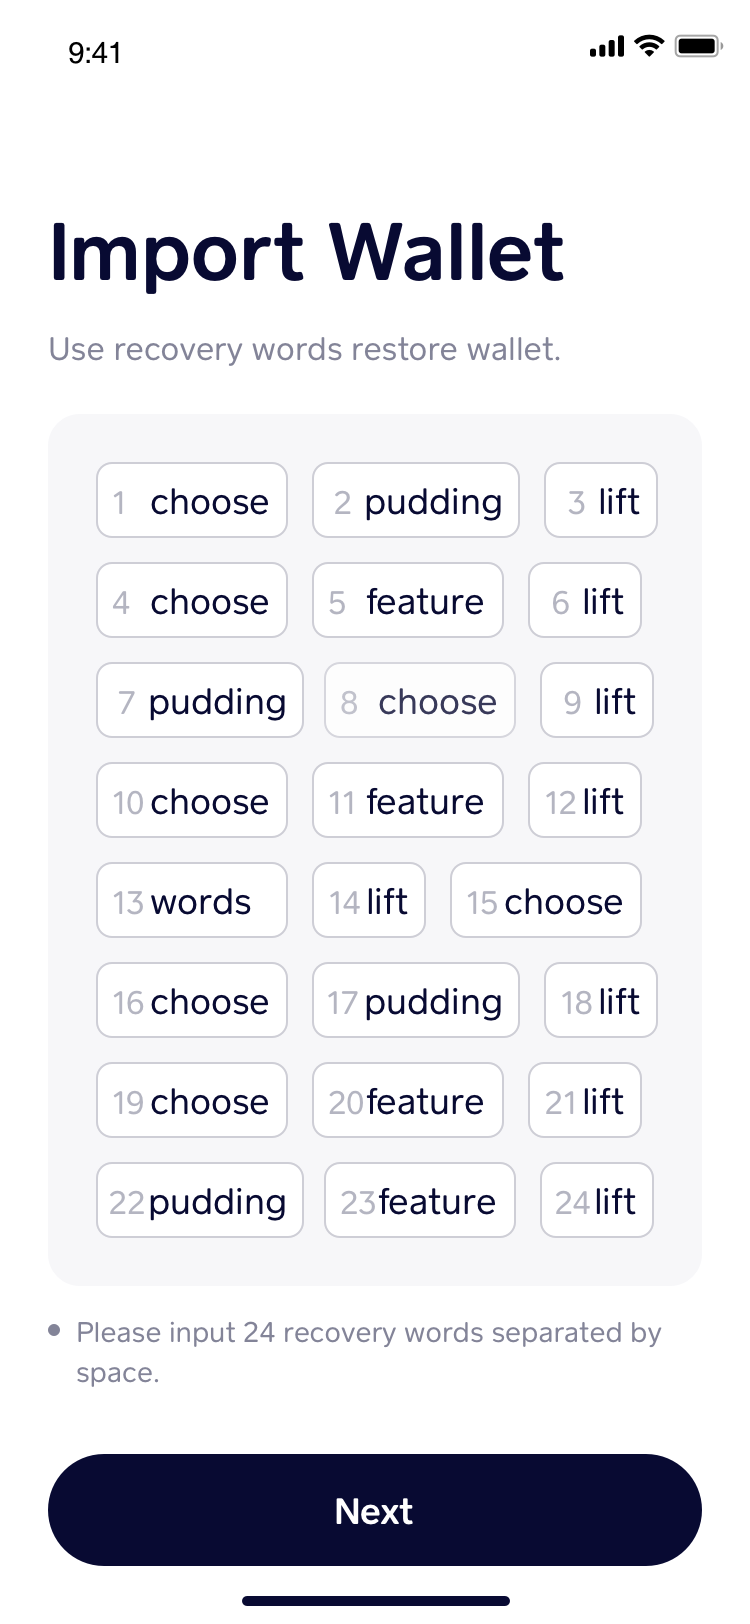 9:41
Import Wallet
Use recovery words restore wallet.
1 choose 2 pudding 3 lift
4 choose 5 feature 6 lift
7 pudding 8 choose 9 lift
10 choose 11 feature 12 lift
13 words 14 lift 15 choose
16 choose 17 pudding 18 lift
19 choose 20 feature 21 lift
22 pudding 23 feature 24 lift
• Please input 24 recovery words separated by
space.
Next